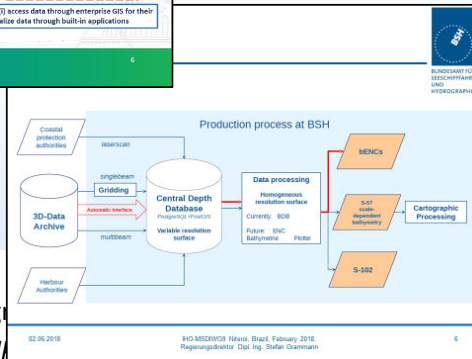 (i) access data through enterprise GIS for their
alize data through built-in applications
6
BUNDESAMT FÜR
SEESCHIFFFAHRT
UND
HYDROGRAPHIE
BSH
Production process at BSH
Coastal
protection
authorities
laserscan
bENCs
singlebeam
Gridding
3D-Data
Archive
Automatic Interface
multibeam
Central Depth
Database
PostgreSQL +PostGIS
Variable resolution
surface
Data processing
Homogeneous
resolution surface
Currently: BDB
Future: ENC
Bathymetrie Plotter
S-57
scale-
dependent
bathymetry
Cartographic
Processing
S-102
Harbour
Authorities
02.06.2018
IHO-MSDIWG9 Niteroi, Brazil, February 2018,
Regierungsdirektor Dipl. Ing. Stefan Grammann
6